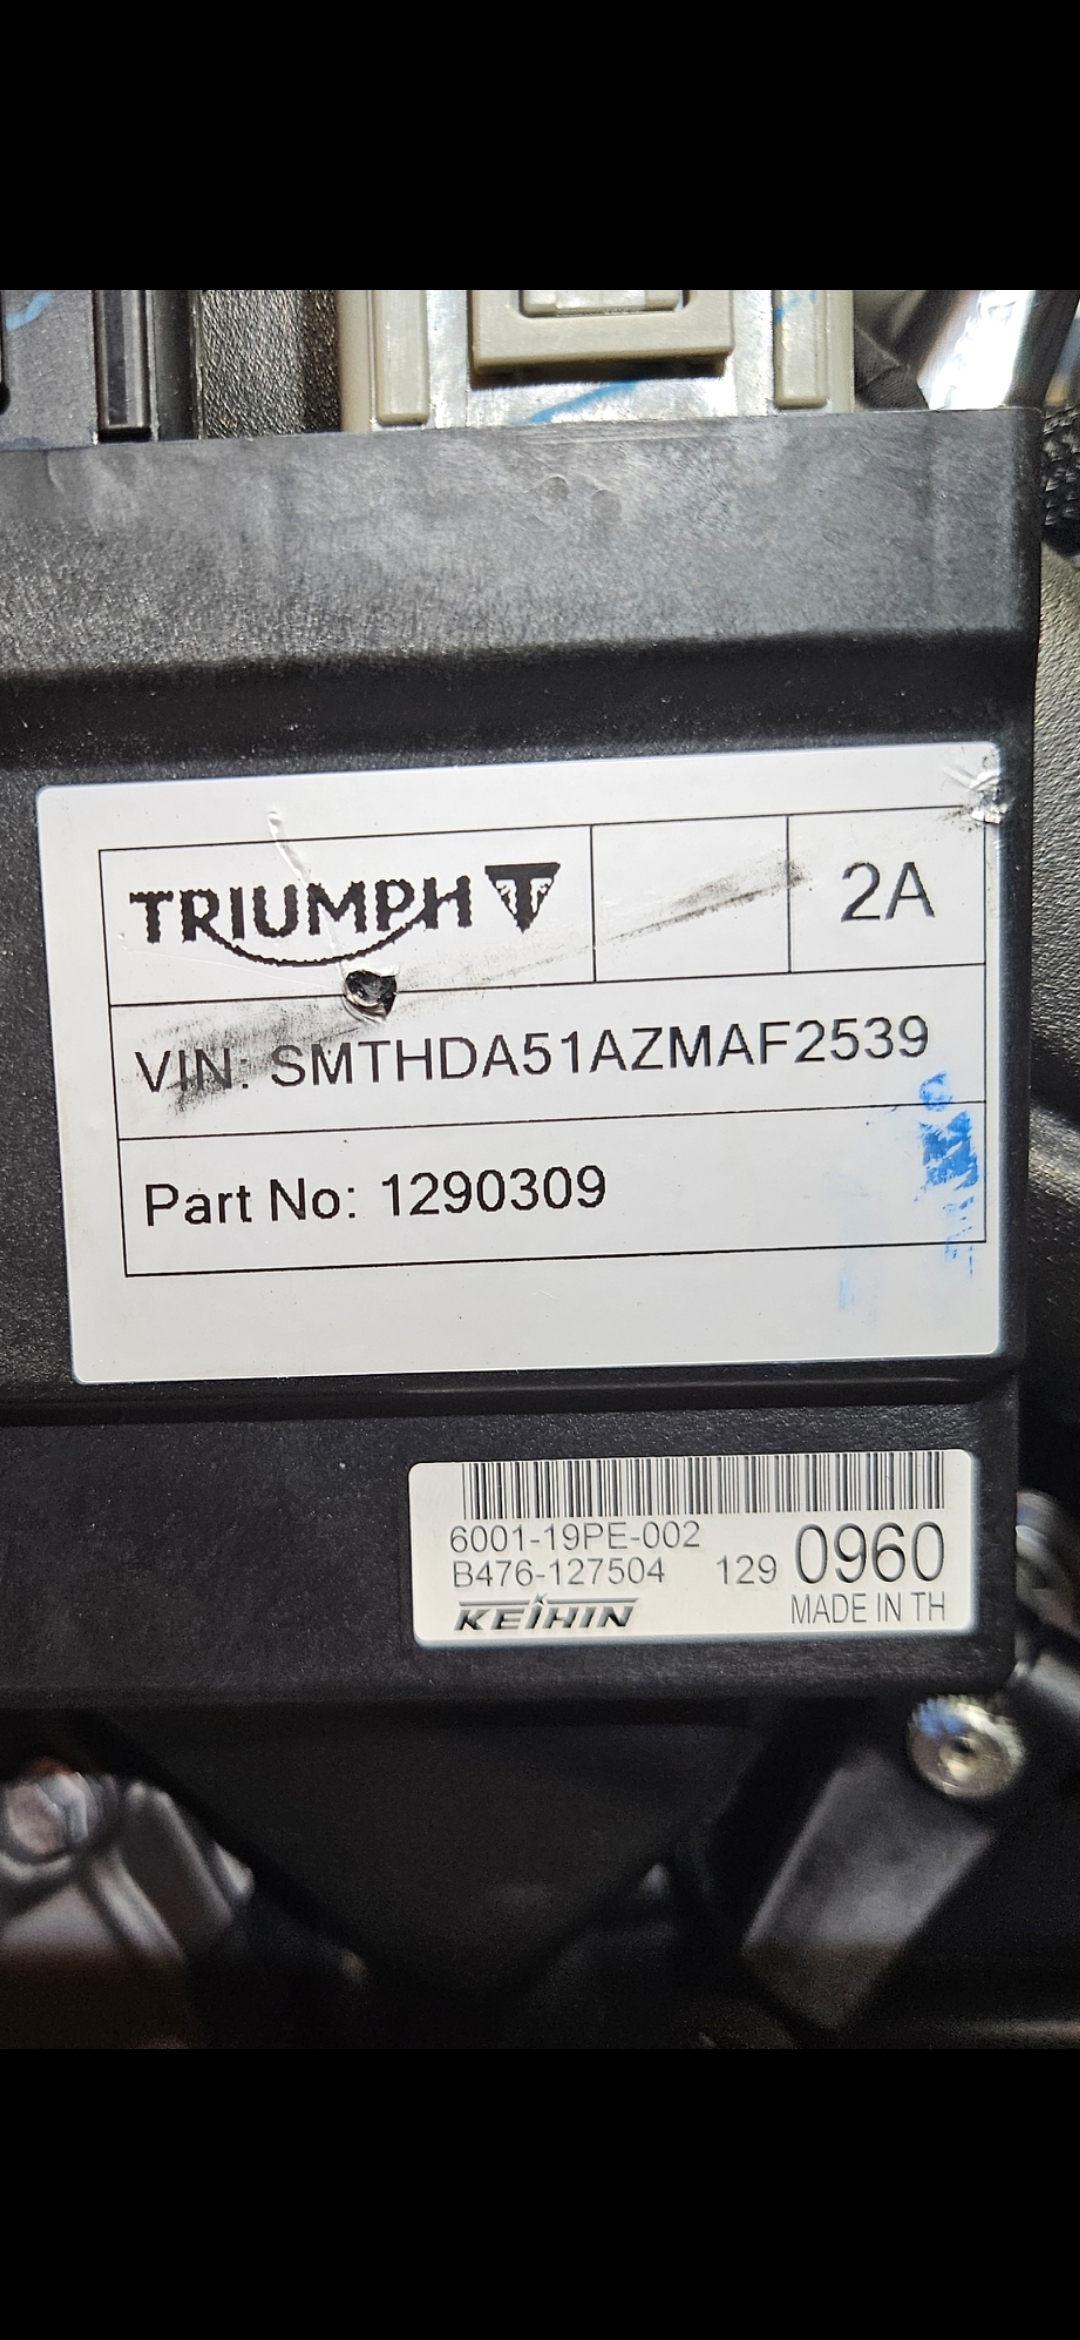 TRIUMPH
2A
VIN: SMTHDA51AZMAF2539
Part No: 1290309
6001-19PE-002
B476-127504 129 0960
KEIHIN MADE IN TH